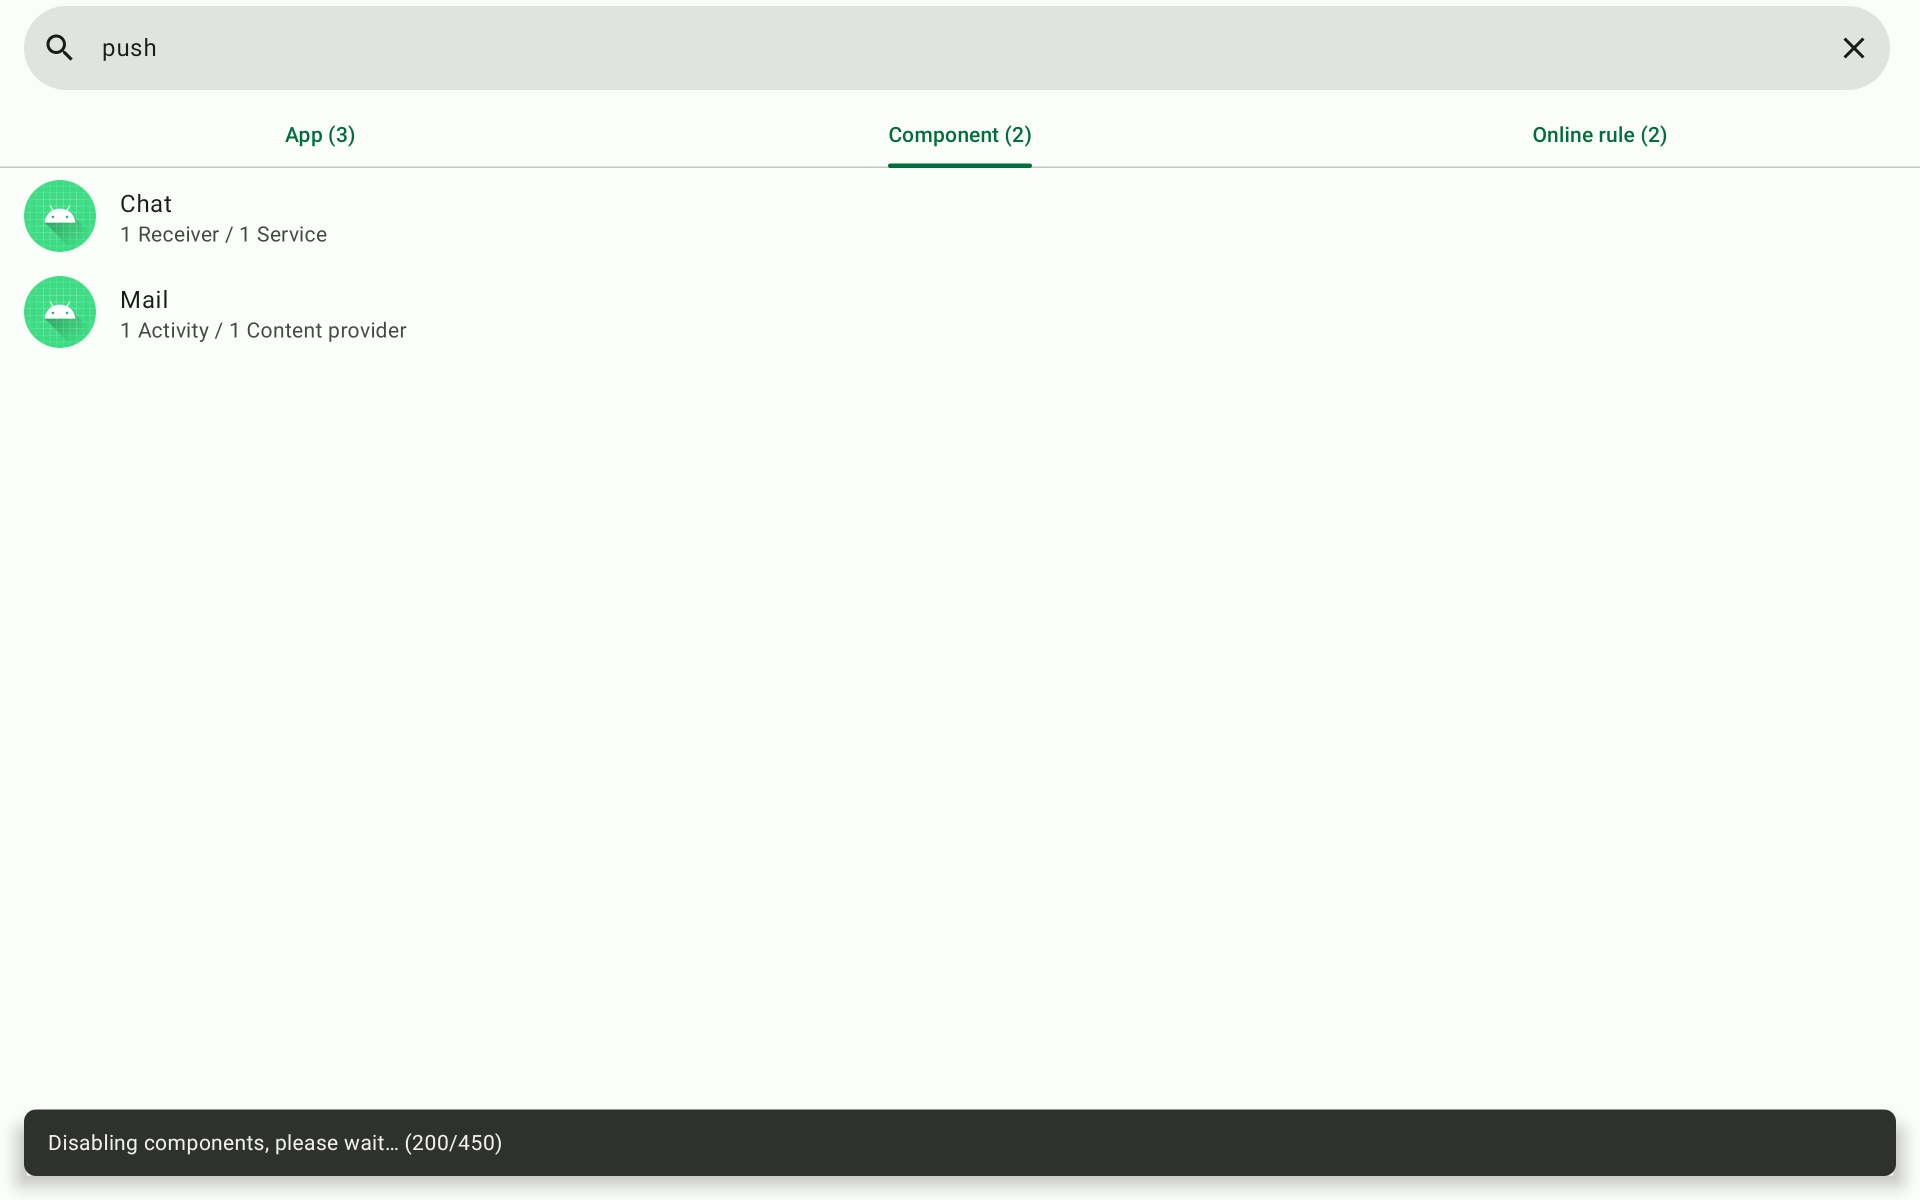 push
App (3)
Component (2)
Online rule (2)
Chat
1 Receiver / 1 Service
Mail
1 Activity / 1 Content provider
Disabling components, please wait… (200/450)